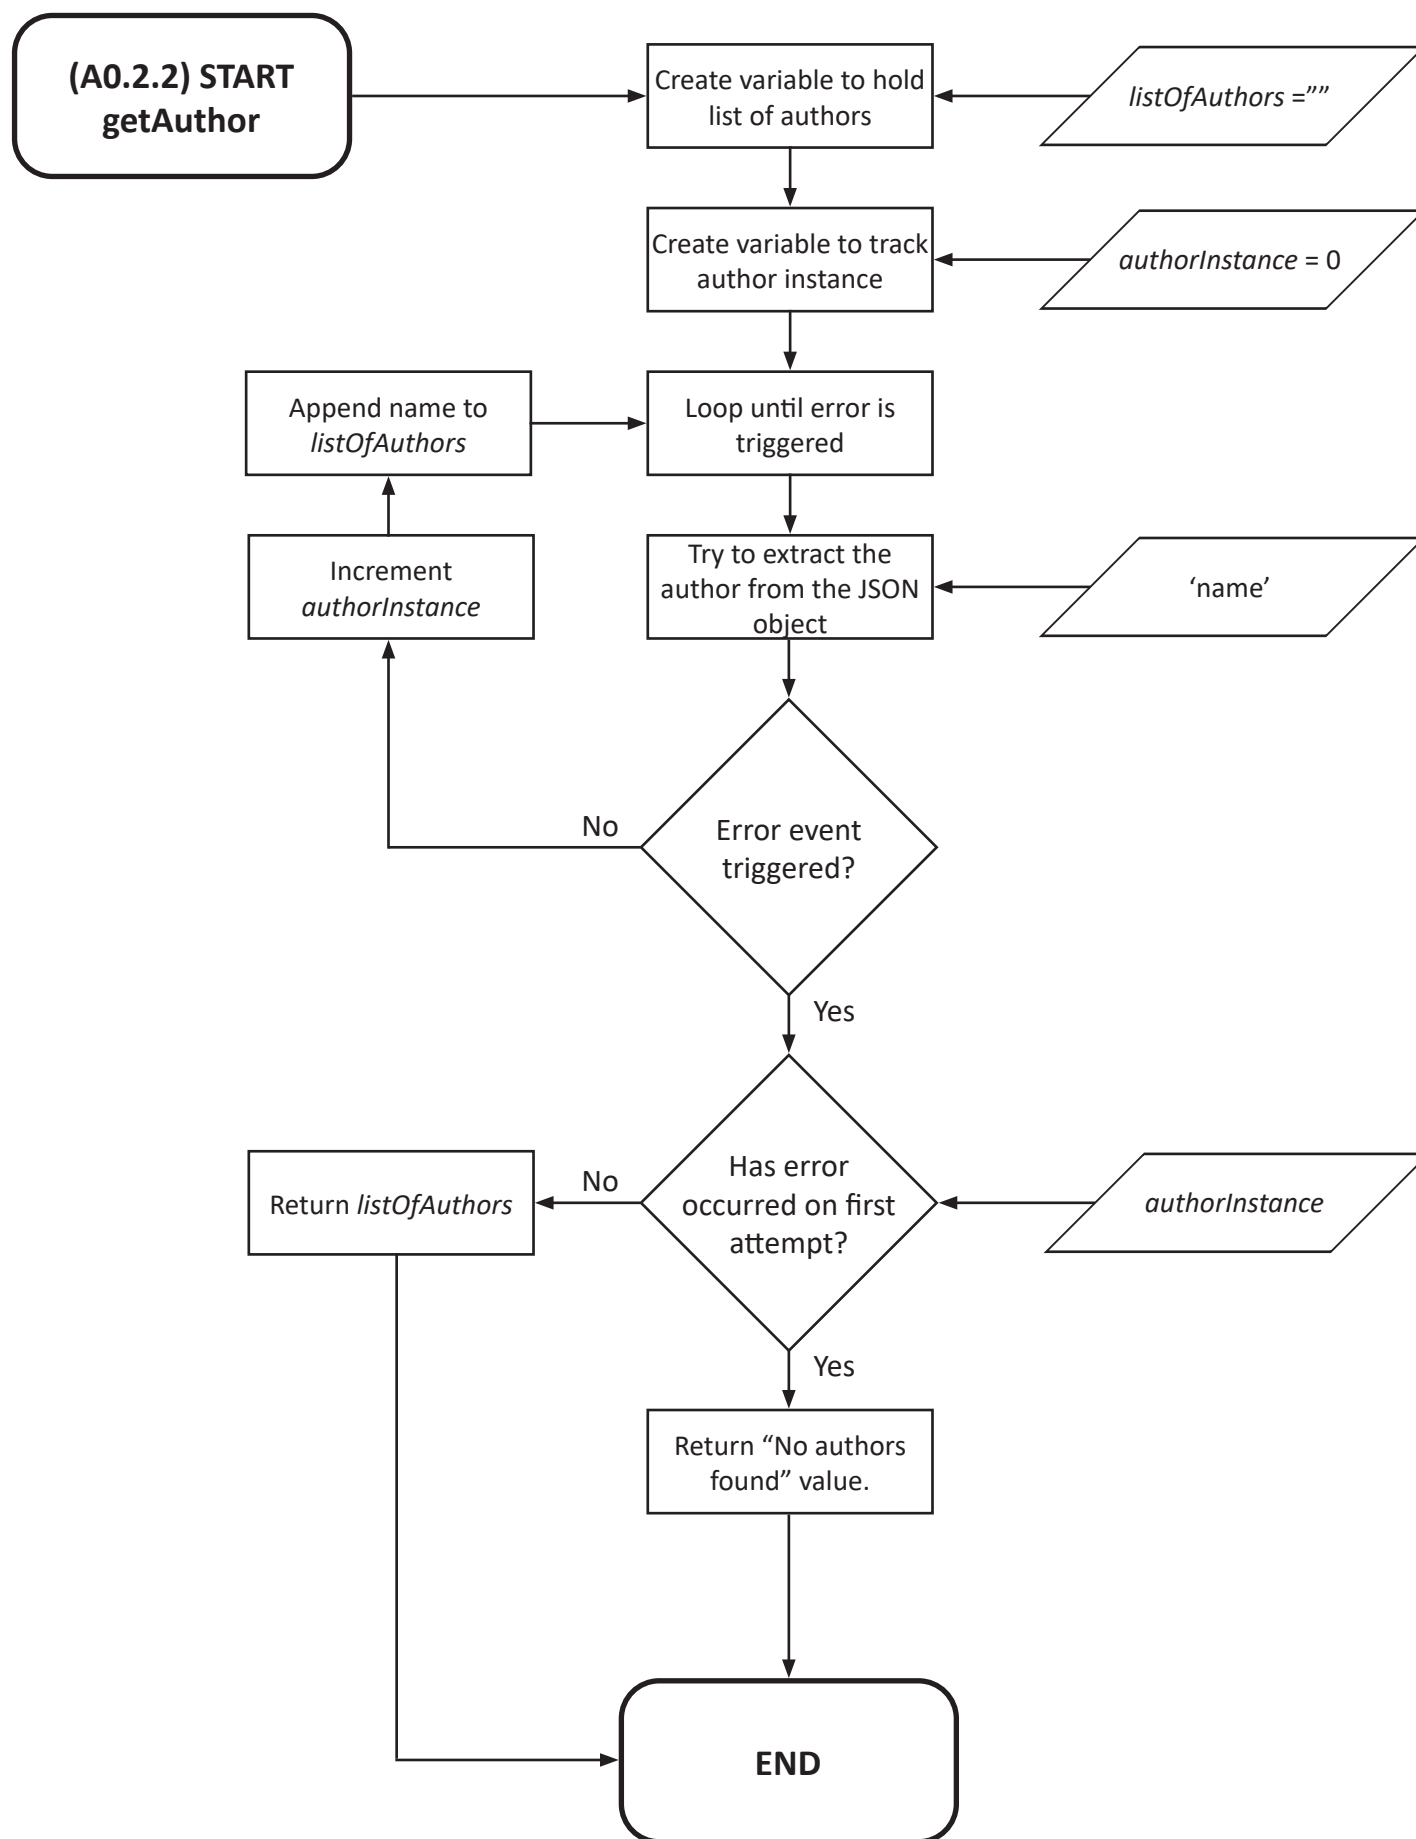 (A0.2.2) START
getAuthor
Create variable to hold
list of authors
listOfAuthors =””
Create variable to track
author instance
authorInstance = 0
Append name to
listOfAuthors
Loop until error is
triggered
Increment
authorInstance
Try to extract the
author from the JSON
object
‘name’
No
Error event
triggered?
Yes
Return listOfAuthors
No
Has error
occurred on first
attempt?
authorInstance
Yes
Return “No authors
found” value.
END